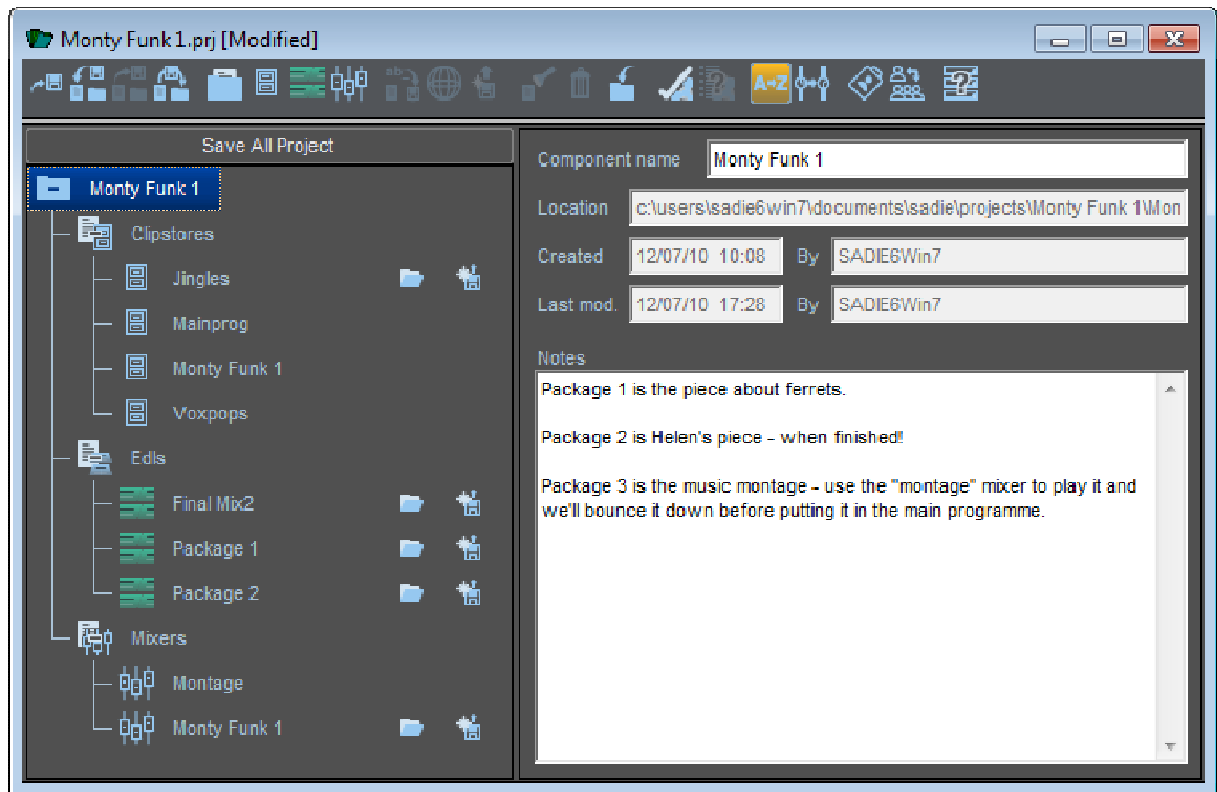 Monty Funk 1.prj [Modified]
ab
A↔Z
Save All Project
Monty Funk 1
Clipstores
Jingles
Mainprog
Monty Funk 1
Voxpops
Edls
Final Mix2
Package 1
Package 2
Mixers
Montage
Monty Funk 1
Component name Monty Funk 1
Location c:\users\sadie6win7\documents\sadie\projects\Monty Funk 1\Mon
Created 12/07/10 10:08 By SADIE6Win7
Last mod. 12/07/10 17:28 By SADIE6Win7
Notes
Package 1 is the piece about ferrets.
Package 2 is Helen's piece - when finished!
Package 3 is the music montage - use the "montage" mixer to play it and
we'll bounce it down before putting it in the main programme.